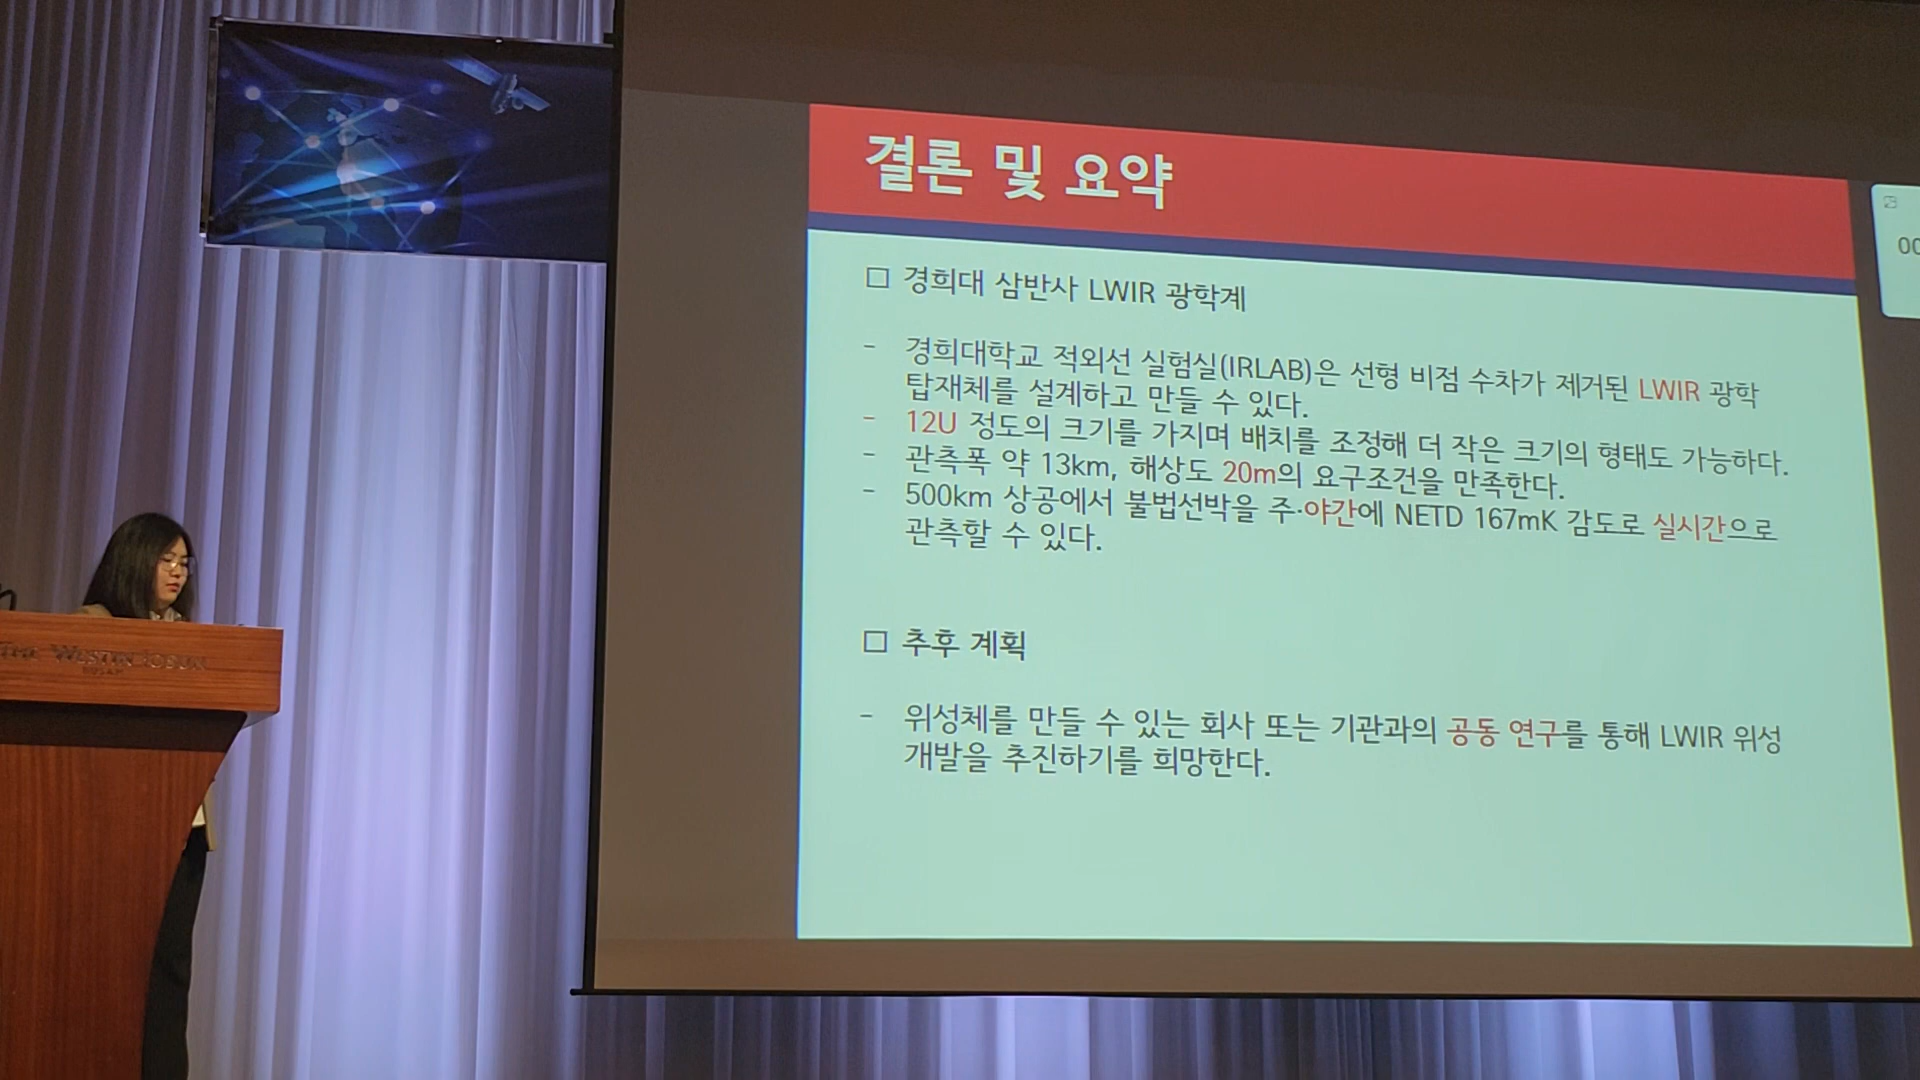 결론 및 요약
□ 경희대 삼반사 LWIR 광학계
- 경희대학교 적외선 실험실(IRLAB)은 선형 비점 수차가 제거된 LWIR 광학
탑재체를 설계하고 만들 수 있다.
- 12U 정도의 크기를 가지며 배치를 조정해 더 작은 크기의 형태도 가능하다.
- 관측폭 약 13km, 해상도 20m의 요구조건을 만족한다.
- 500km 상공에서 불법선박을 주·야간에 NETD 167mK 감도로 실시간으로
관측할 수 있다.
□ 추후 계획
- 위성체를 만들 수 있는 회사 또는 기관과의 공동 연구를 통해 LWIR 위성
개발을 추진하기를 희망한다.
00
THE WESTIN JOSUN
BUSAN